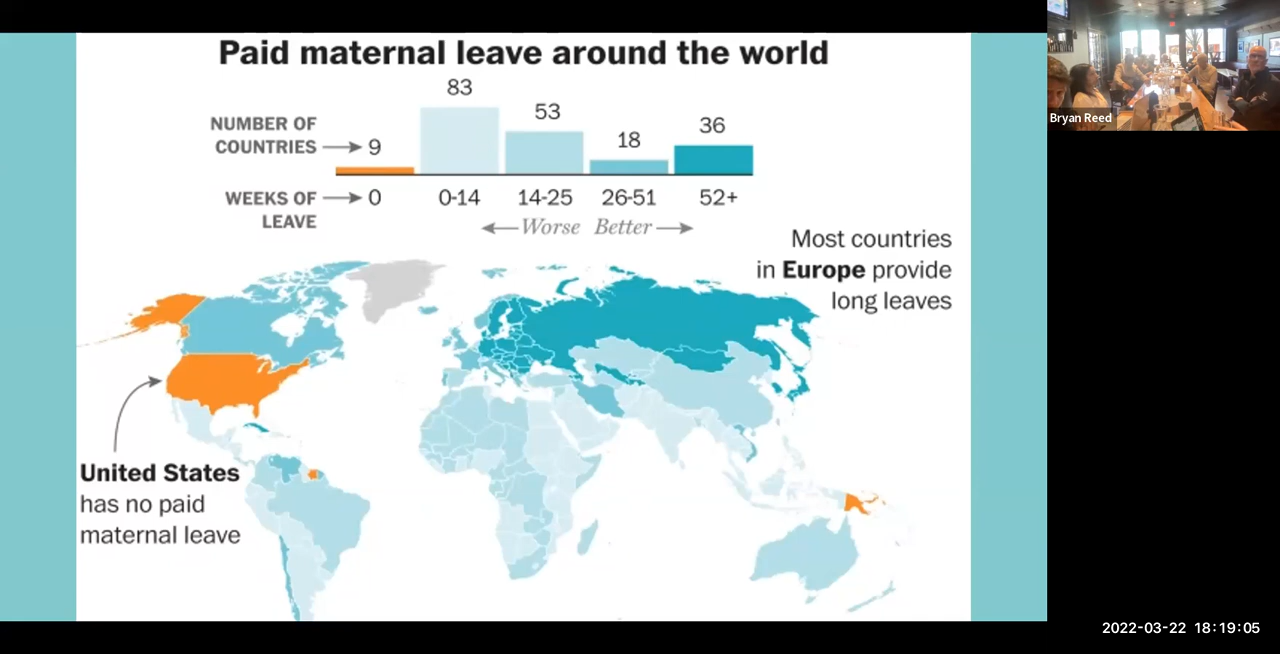 Paid maternal leave around the world
83
53
36
18
NUMBER OF
COUNTRIES
9
WEEKS OF
LEAVE
0
0-14
14-25
26-51
52+
Worse
Better
Most countries
in Europe provide
long leaves
United States
has no paid
maternal leave
Bryan Reed
2022-03-22 18:19:05